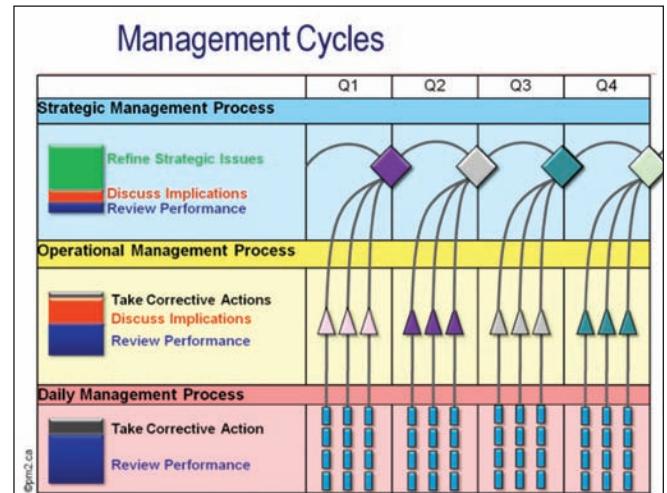 Management Cycles
Q1 Q2 Q3 Q4
Strategic Management Process
Refine Strategic Issues
Discuss Implications
Review Performance
Operational Management Process
Take Corrective Actions
Discuss Implications
Review Performance
Daily Management Process
Take Corrective Action
Review Performance
©pm2.ca